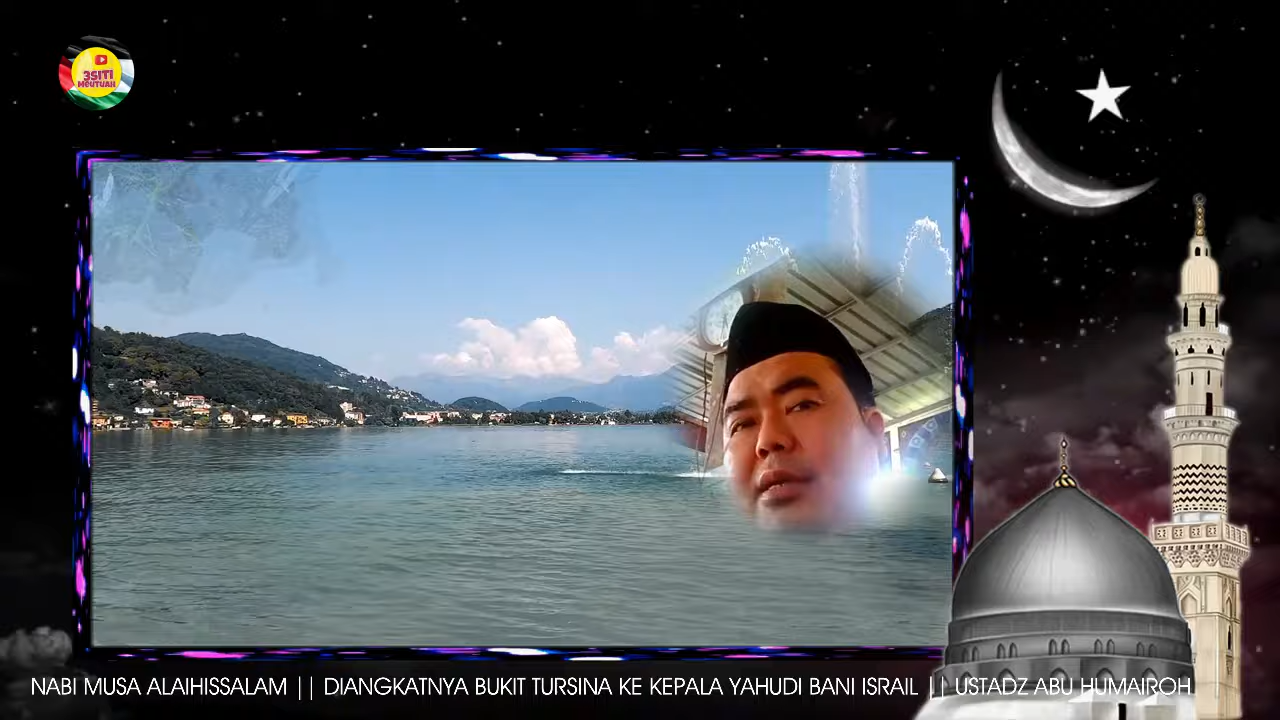 3SITI
MEUTUAH
NABI MUSA ALAIHISSALAM || DIANGKATNYA BUKIT TURSINA KE KEPALA YAHUDI BANI ISRAIL || USTADZ ABU HUMAIROH